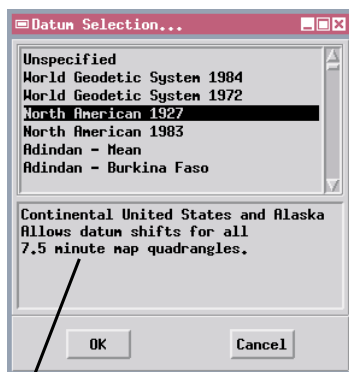 Datum Selection...
Unspecified
World Geodetic System 1984
World Geodetic System 1972
North American 1927
North American 1983
Adindan - Mean
Adindan - Burkina Faso
Continental United States and Alaska
Allows datum shifts for all
7.5 minute map quadrangles.
OK Cancel